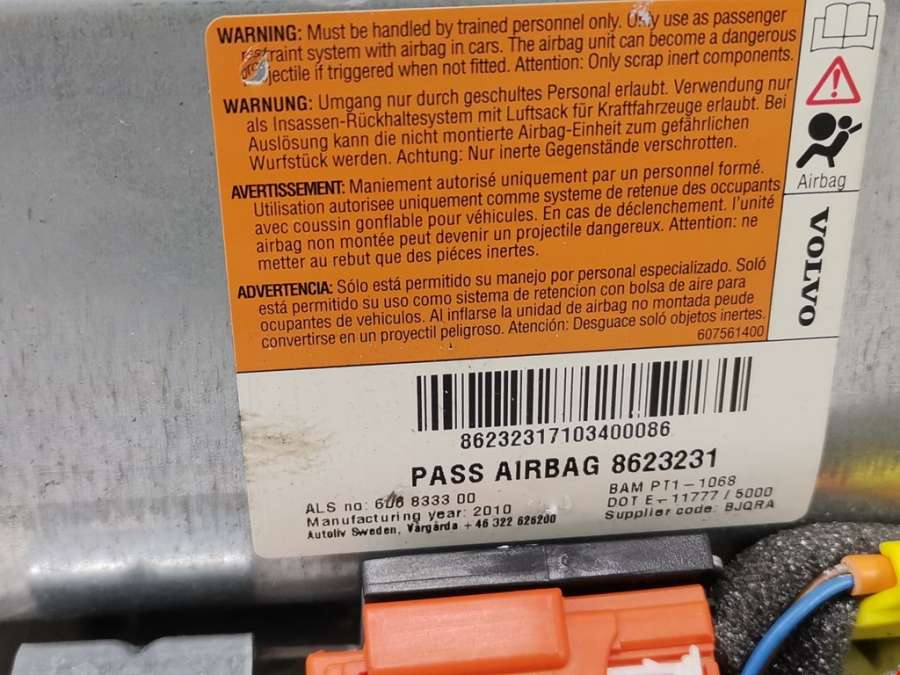 WARNING: Must be handled by trained personnel only. Only use as passenger
restraint system with airbag in cars. The airbag unit can become a dangerous
projectile if triggered when not fitted. Attention: Only scrap inert components.
WARNUNG: Umgang nur durch geschultes Personal erlaubt. Verwendung nur
als Insassen-Rückhaltesystem mit Luftsack für Kraftfahrzeuge erlaubt. Bei
Auslösung kann die nicht montierte Airbag-Einheit zum gefährlichen
Wurfstück werden. Achtung: Nur inerte Gegenstände verschrotten.
AVERTISSEMENT: Maniement autorisé uniquement par un personnel formé.
Utilisation autorisee uniquement comme systeme de retenue des occupants
avec coussin gonflable pour véhicules. En cas de déclenchement. l'unité
airbag non montée peut devenir un projectile dangereux. Attention: ne
metter au rebut que des piéces inertes.
ADVERTENCIA: Sólo está permitido su manejo por personal especializado. Soló
está permitido su uso como sistema de retención con bolsa de aire para
ocupantes de vehículos. Al inflarse la unidad de airbag no montada peude
convertirse en un proyectil peligroso. Atención: Desguace soló objetos inertes.
607561400
Airbag
VOLVO
86232317103400086
PASS AIRBAG 8623231
ALS no: 608 8333 00
Manufacturing year: 2010
Autoliv Sweden, Vårgårda + 46 322 626200
BAM PT1-1068
DOT E-11777 / 5000
Supplier code: BJQRA